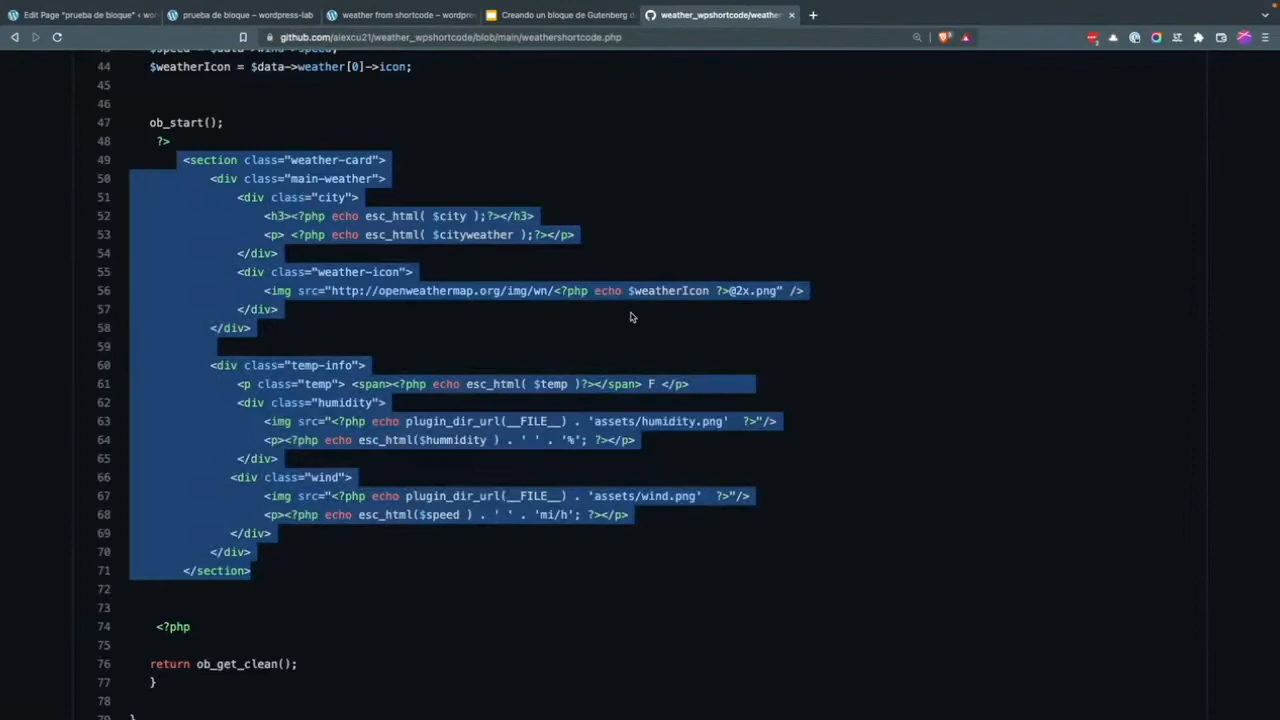 Edit Page "prueba de bloque" ‹ wo
prueba de bloque – wordpress-lab
weather from shortcode – wordpre
Creando un bloque de Gutenberg d
weather_wpshortcode/weather
github.com/alexcu21/weather_wpshortcode/blob/main/weathershortcode.php
44 $weatherIcon = $data->weather[0]->icon;
45
46
47 ob_start();
48 ?>
49 <section class="weather-card">
50 <div class="main-weather">
51 <div class="city">
52 <h3><?php echo esc_html( $city );?></h3>
53 <p> <?php echo esc_html( $cityweather );?></p>
54 </div>
55 <div class="weather-icon">
56 <img src="http://openweathermap.org/img/wn/<?php echo $weatherIcon ?>@2x.png" />
57 </div>
58 </div>
59
60 <div class="temp-info">
61 <p class="temp"> <span><?php echo esc_html( $temp )?></span> F </p>
62 <div class="humidity">
63 <img src="<?php echo plugin_dir_url(__FILE__) . 'assets/humidity.png'  ?>"/>
64 <p><?php echo esc_html($hummidity ) . ' ' . '%'; ?></p>
65 </div>
66 <div class="wind">
67 <img src="<?php echo plugin_dir_url(__FILE__) . 'assets/wind.png'  ?>"/>
68 <p><?php echo esc_html($speed ) . ' ' . 'mi/h'; ?></p>
69 </div>
70 </div>
71 </section>
72
73
74 <?php
75
76 return ob_get_clean();
77 }
78
79 }